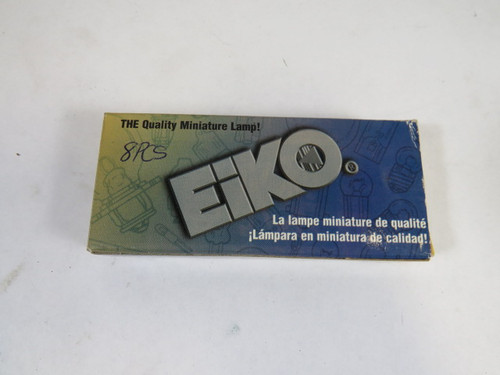 THE Quality Miniature Lamp!
8PCS
EiKO®
La lampe miniature de qualité
¡Lámpara en miniatura de calidad!